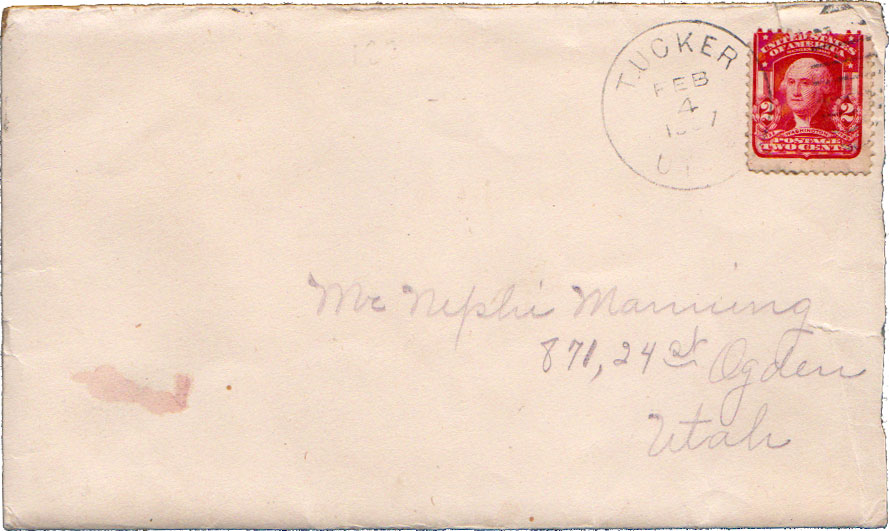 TUCKER
FEB
4
UNITED STATES
OF AMERICA
2 2
WASHINGTON
POSTAGE
TWO CENTS
Mr Nephi Manning
871, 24 st Ogden
Utah